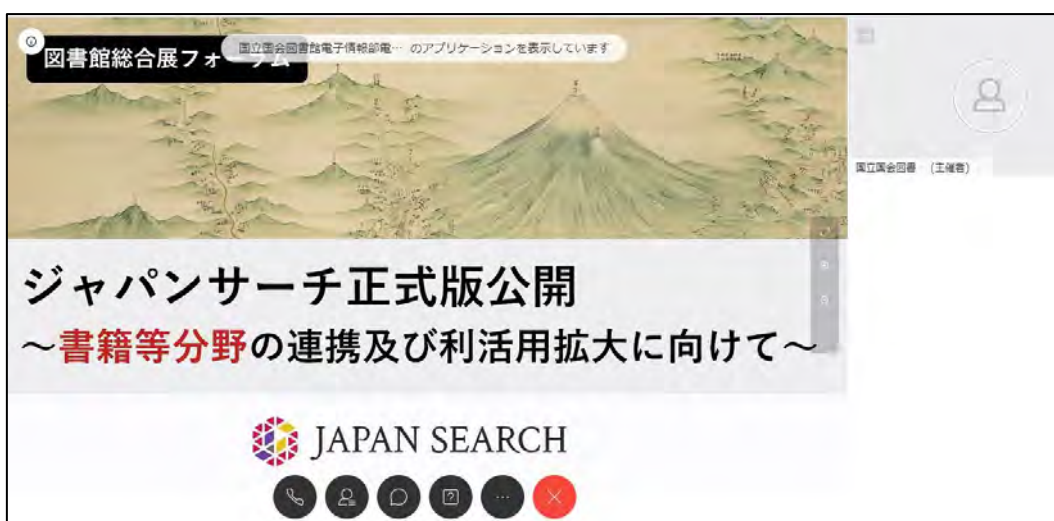 図書館総合展フォーラム
国立国会図書館電子情報部電… のアプリケーションを表示しています
国立国会図書… (主催者)
ジャパンサーチ正式版公開
～書籍等分野の連携及び利活用拡大に向けて～
JAPAN SEARCH